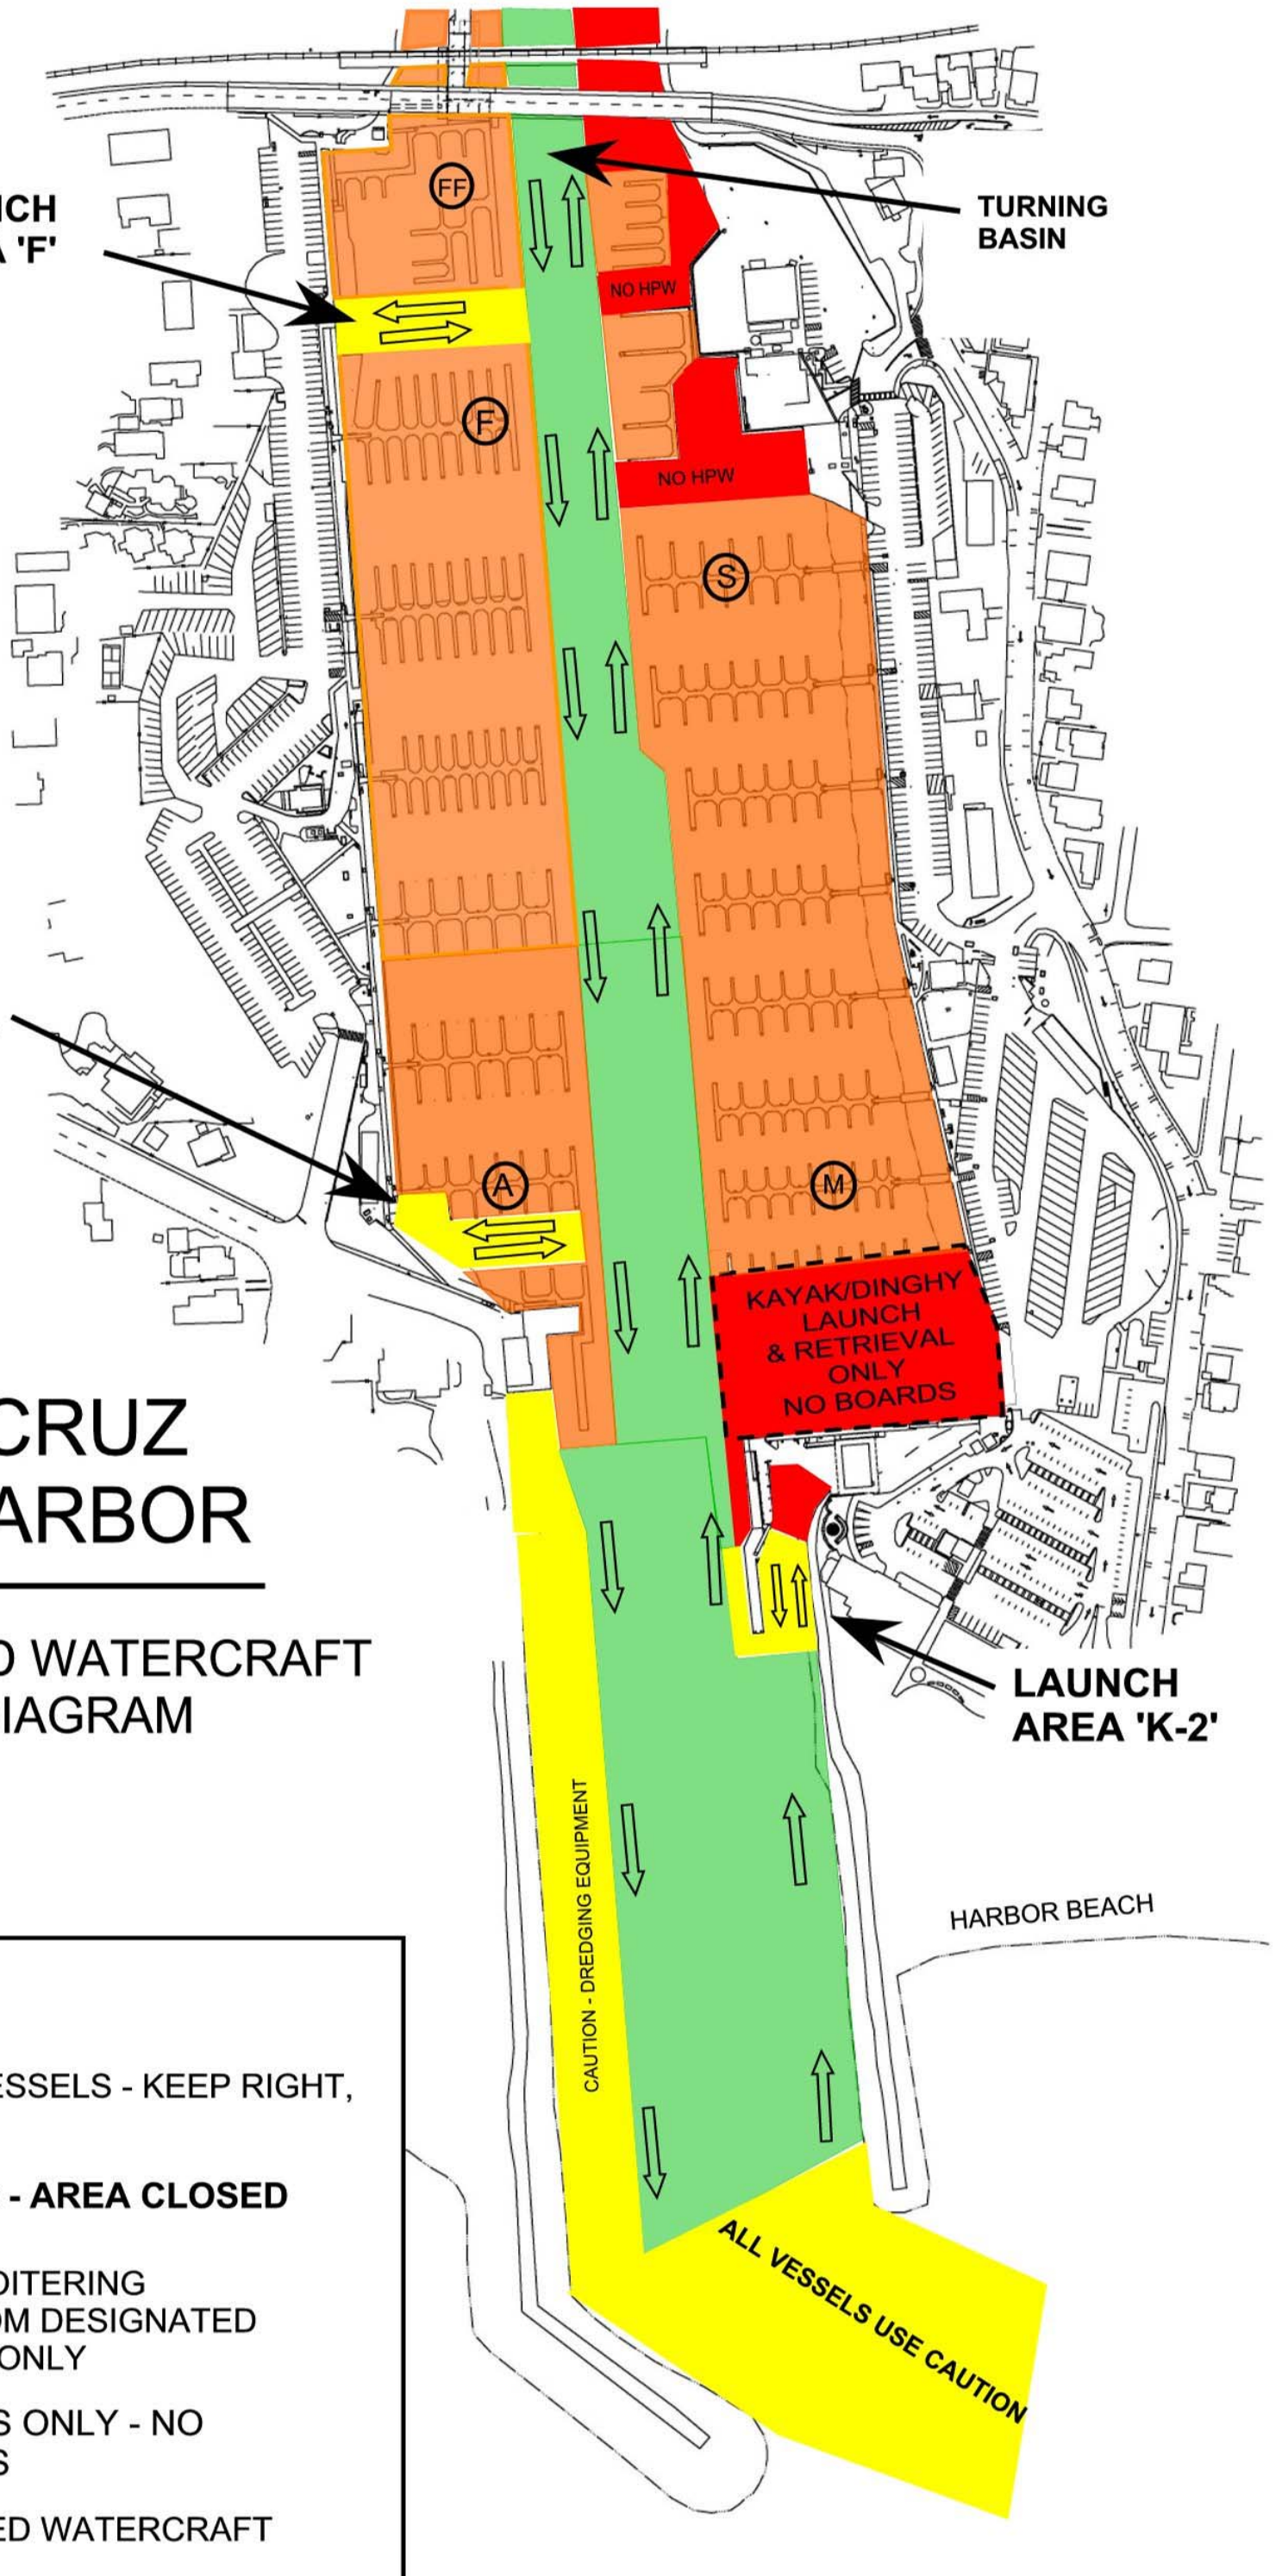 NCH
A 'F'
FF
TURNING
BASIN
NO HPW
F
NO HPW
S
A
M
KAYAK/DINGHY
LAUNCH
& RETRIEVAL
ONLY
NO BOARDS
CRUZ
ARBOR
D WATERCRAFT
IAGRAM
LAUNCH
AREA 'K-2'
CAUTION - DREDGING EQUIPMENT
HARBOR BEACH
ALL VESSELS USE CAUTION
ESSELS - KEEP RIGHT,
- AREA CLOSED
OITERING
OM DESIGNATED
ONLY
S ONLY - NO
S
ED WATERCRAFT